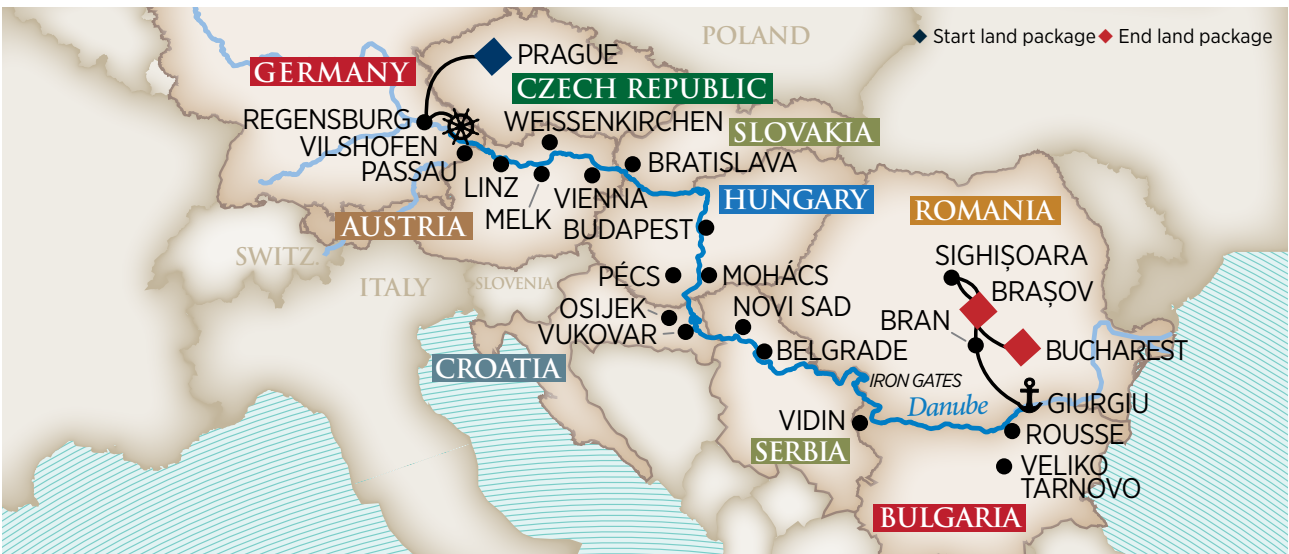 POLAND
Start land package
End land package
PRAGUE
GERMANY
CZECH REPUBLIC
REGENSBURG
WEISSENKIRCHEN
SLOVAKIA
VILSHOFEN
PASSAU
BRATISLAVA
LINZ
VIENNA
HUNGARY
MELK
AUSTRIA
BUDAPEST
ROMANIA
SWITZ.
SIGHIȘOARA
ITALY
SLOVENIA
PÉCS
MOHÁCS
BRAȘOV
OSIJEK
NOVI SAD
VUKOVAR
BRAN
BELGRADE
BUCHAREST
CROATIA
IRON GATES
Danube
GIURGIU
VIDIN
ROUSSE
SERBIA
VELIKO
TARNOVO
BULGARIA